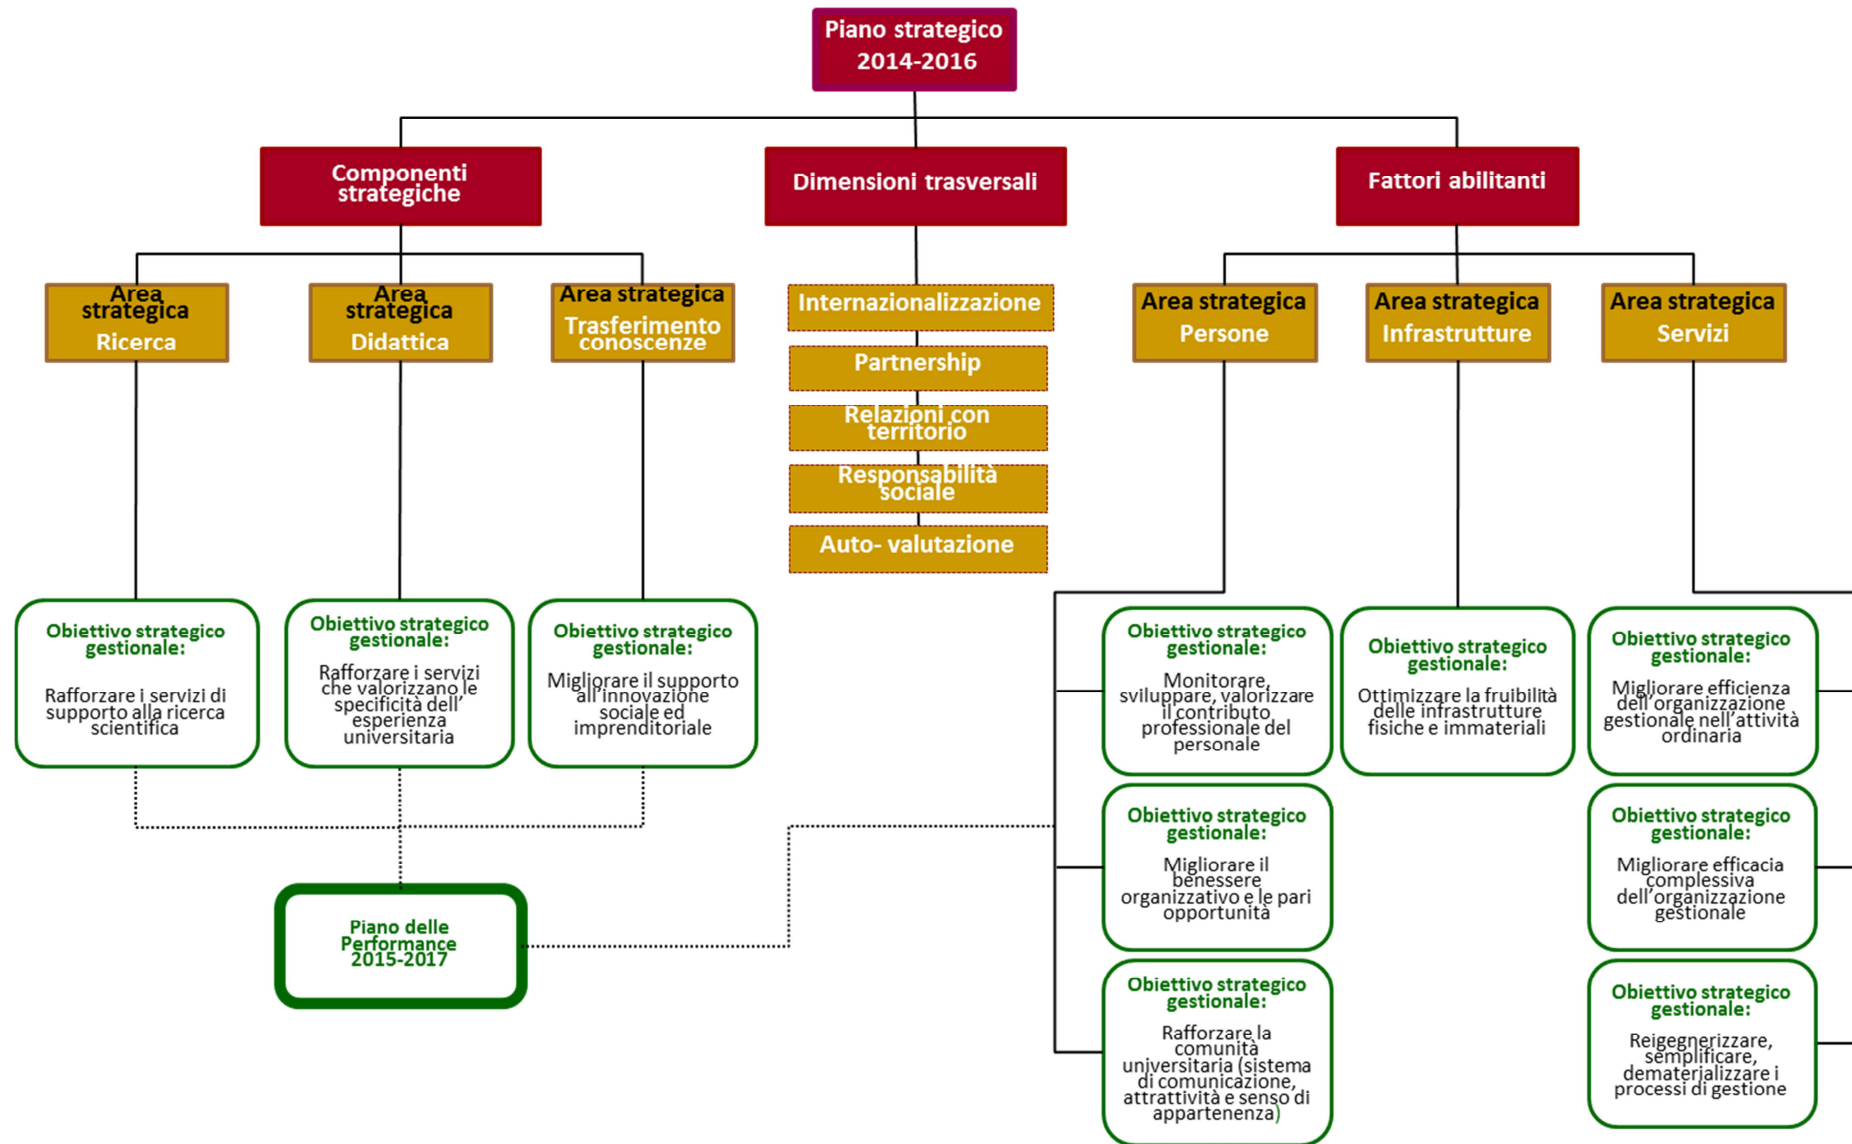 Piano strategico
2014-2016
Componenti
strategiche
Dimensioni trasversali
Fattori abilitanti
Area
strategica
Ricerca
Area
strategica
Didattica
Area strategica
Trasferimento
conoscenze
Internazionalizzazione
Partnership
Relazioni con
territorio
Responsabilità
sociale
Auto- valutazione
Area strategica
Persone
Area strategica
Infrastrutture
Area strategica
Servizi
Obiettivo strategico
gestionale:
Rafforzare i servizi di
supporto alla ricerca
scientifica
Obiettivo strategico
gestionale:
Rafforzare i servizi
che valorizzano le
specificità dell'
esperienza
universitaria
Obiettivo strategico
gestionale:
Migliorare il supporto
all'innovazione
sociale ed
imprenditoriale
Obiettivo strategico
gestionale:
Monitorare,
sviluppare, valorizzare
il contributo
professionale del
personale
Obiettivo strategico
gestionale:
Ottimizzare la fruibilità
delle infrastrutture
fisiche e immateriali
Obiettivo strategico
gestionale:
Migliorare efficienza
dell'organizzazione
gestionale nell'attività
ordinaria
Obiettivo strategico
gestionale:
Migliorare il
benessere
organizzativo e le pari
opportunità
Obiettivo strategico
gestionale:
Migliorare efficacia
complessiva
dell'organizzazione
gestionale
Piano delle
Performance
2015-2017
Obiettivo strategico
gestionale:
Rafforzare la
comunità
universitaria (sistema
di comunicazione,
attrattività e senso di
appartenenza)
Obiettivo strategico
gestionale:
Reigegnerizzare,
semplificare,
dematerializzare i
processi di gestione